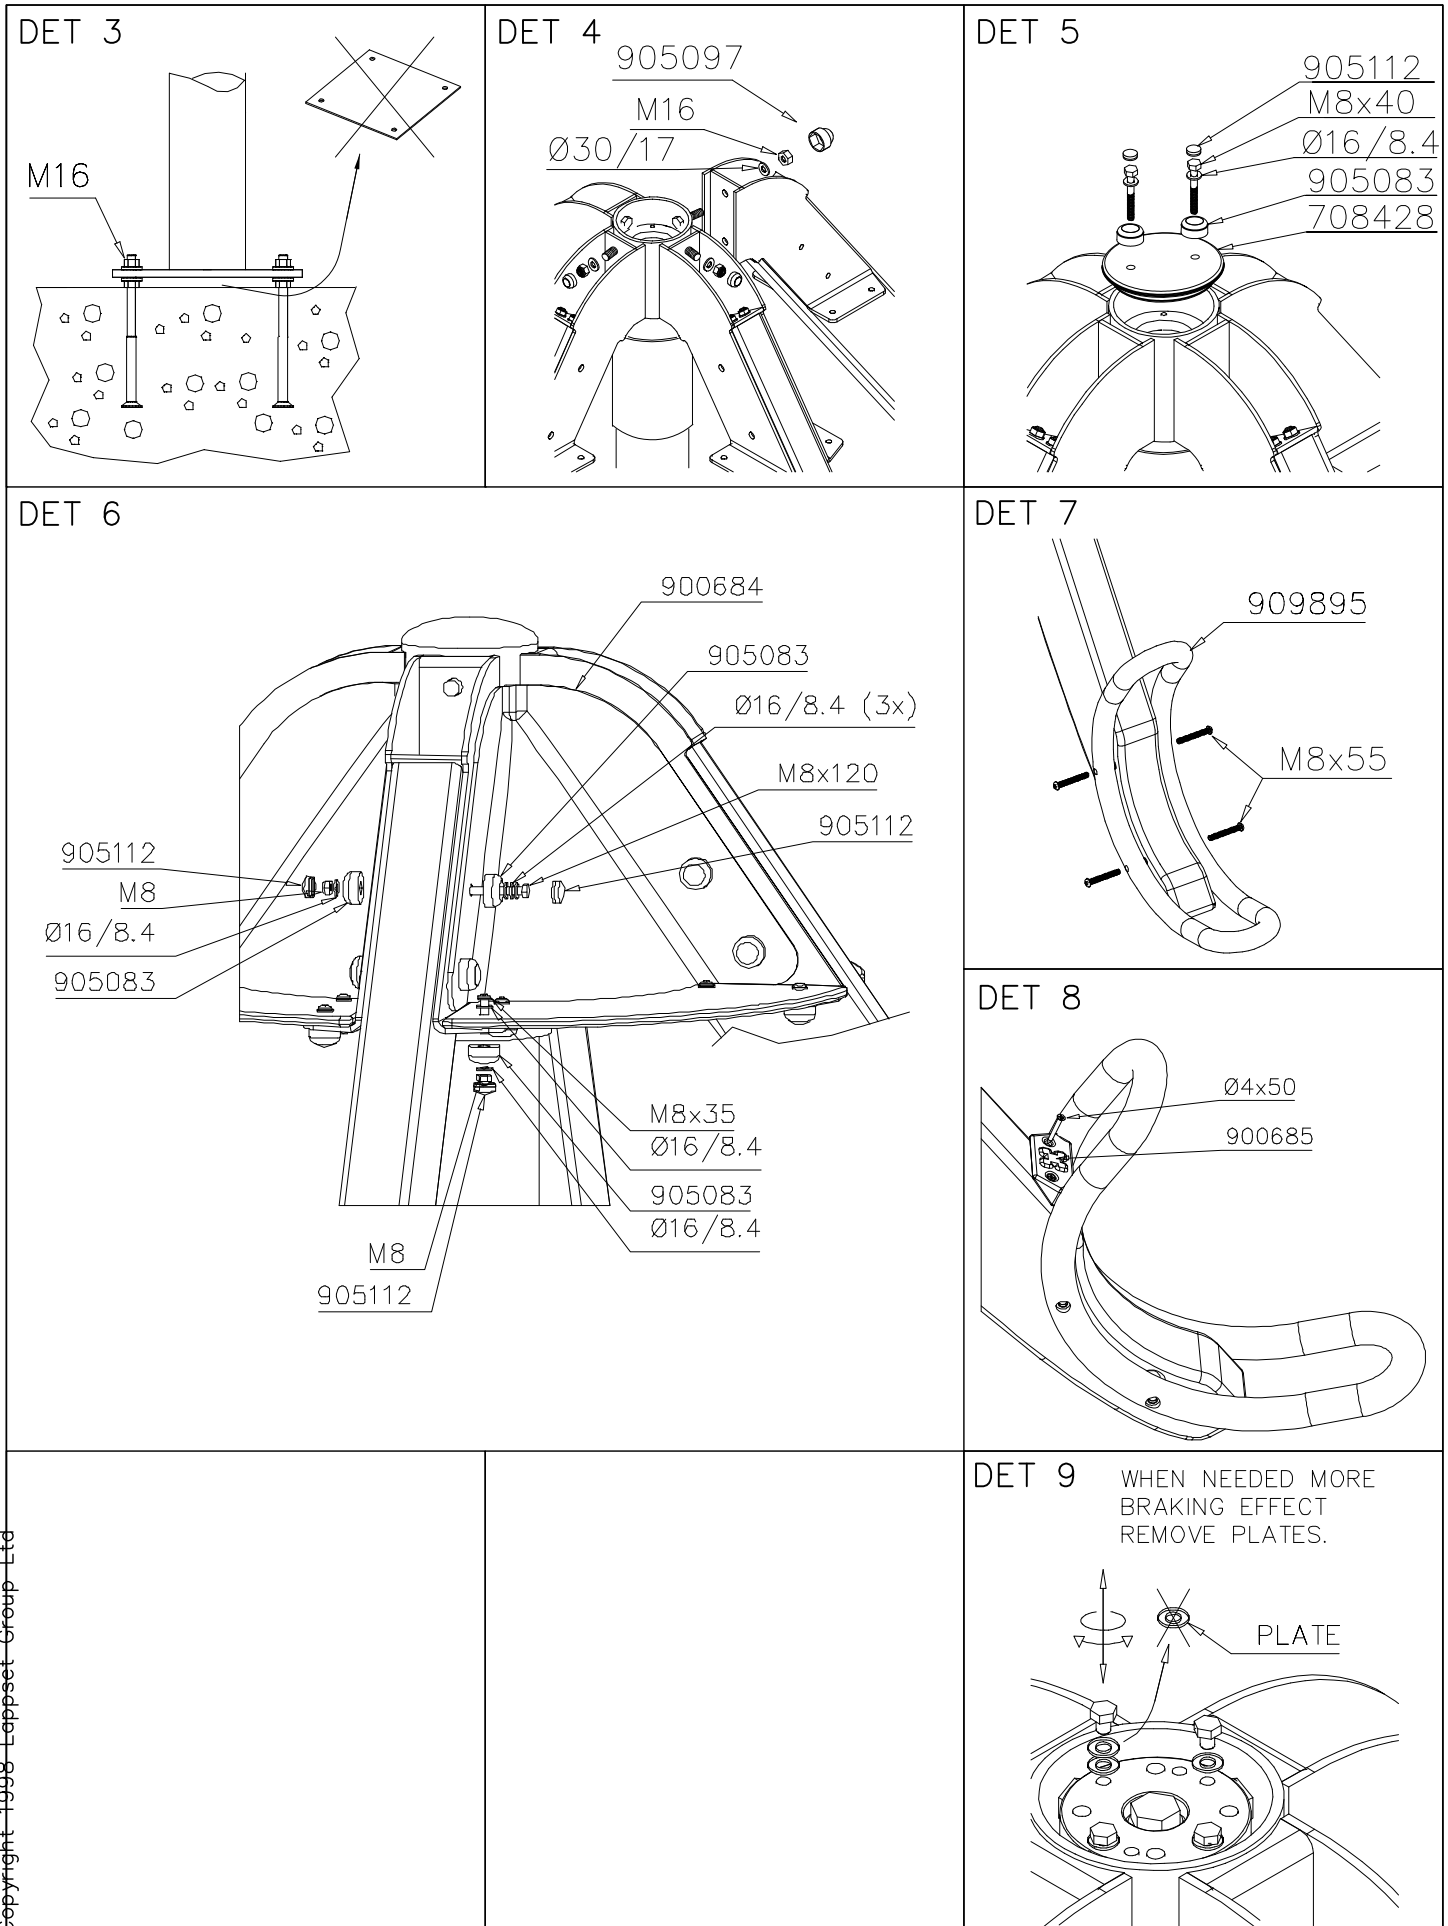 DET 3
M16
DET 4
905097
M16
Ø30/17
DET 5
905112
M8x40
Ø16/8.4
905083
708428
DET 6
900684
905083
Ø16/8.4 (3x)
M8x120
905112
905112
M8
Ø16/8.4
905083
M8x35
Ø16/8.4
905083
Ø16/8.4
M8
905112
DET 7
909895
M8x55
DET 8
Ø4x50
900685
DET 9
WHEN NEEDED MORE
BRAKING EFFECT
REMOVE PLATES.
PLATE
Copyright 1998 Lappset Group Ltd